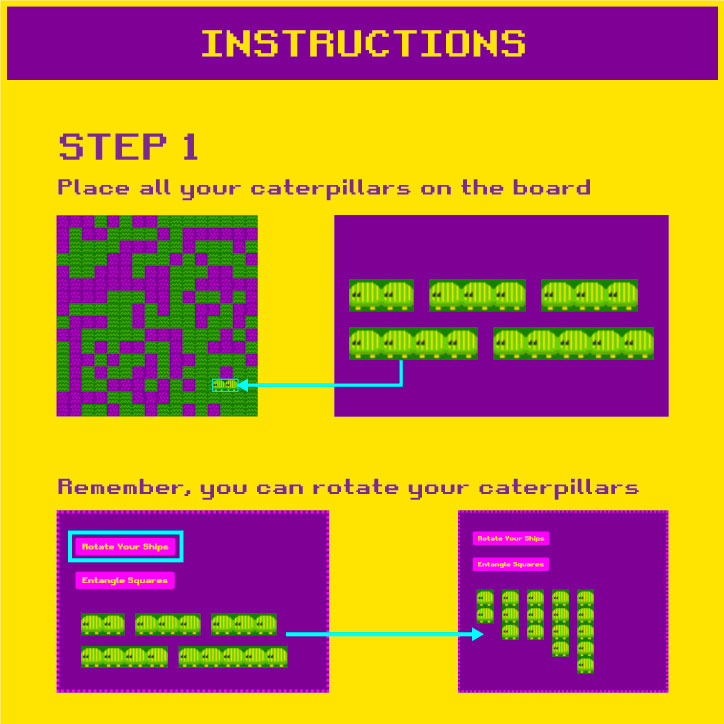 INSTRUCTIONS
STEP 1
Place all your caterpillars on the board
Remember, you can rotate your caterpillars
Rotate Your Ships
Entangle Squares
Rotate Your Ships
Entangle Squares